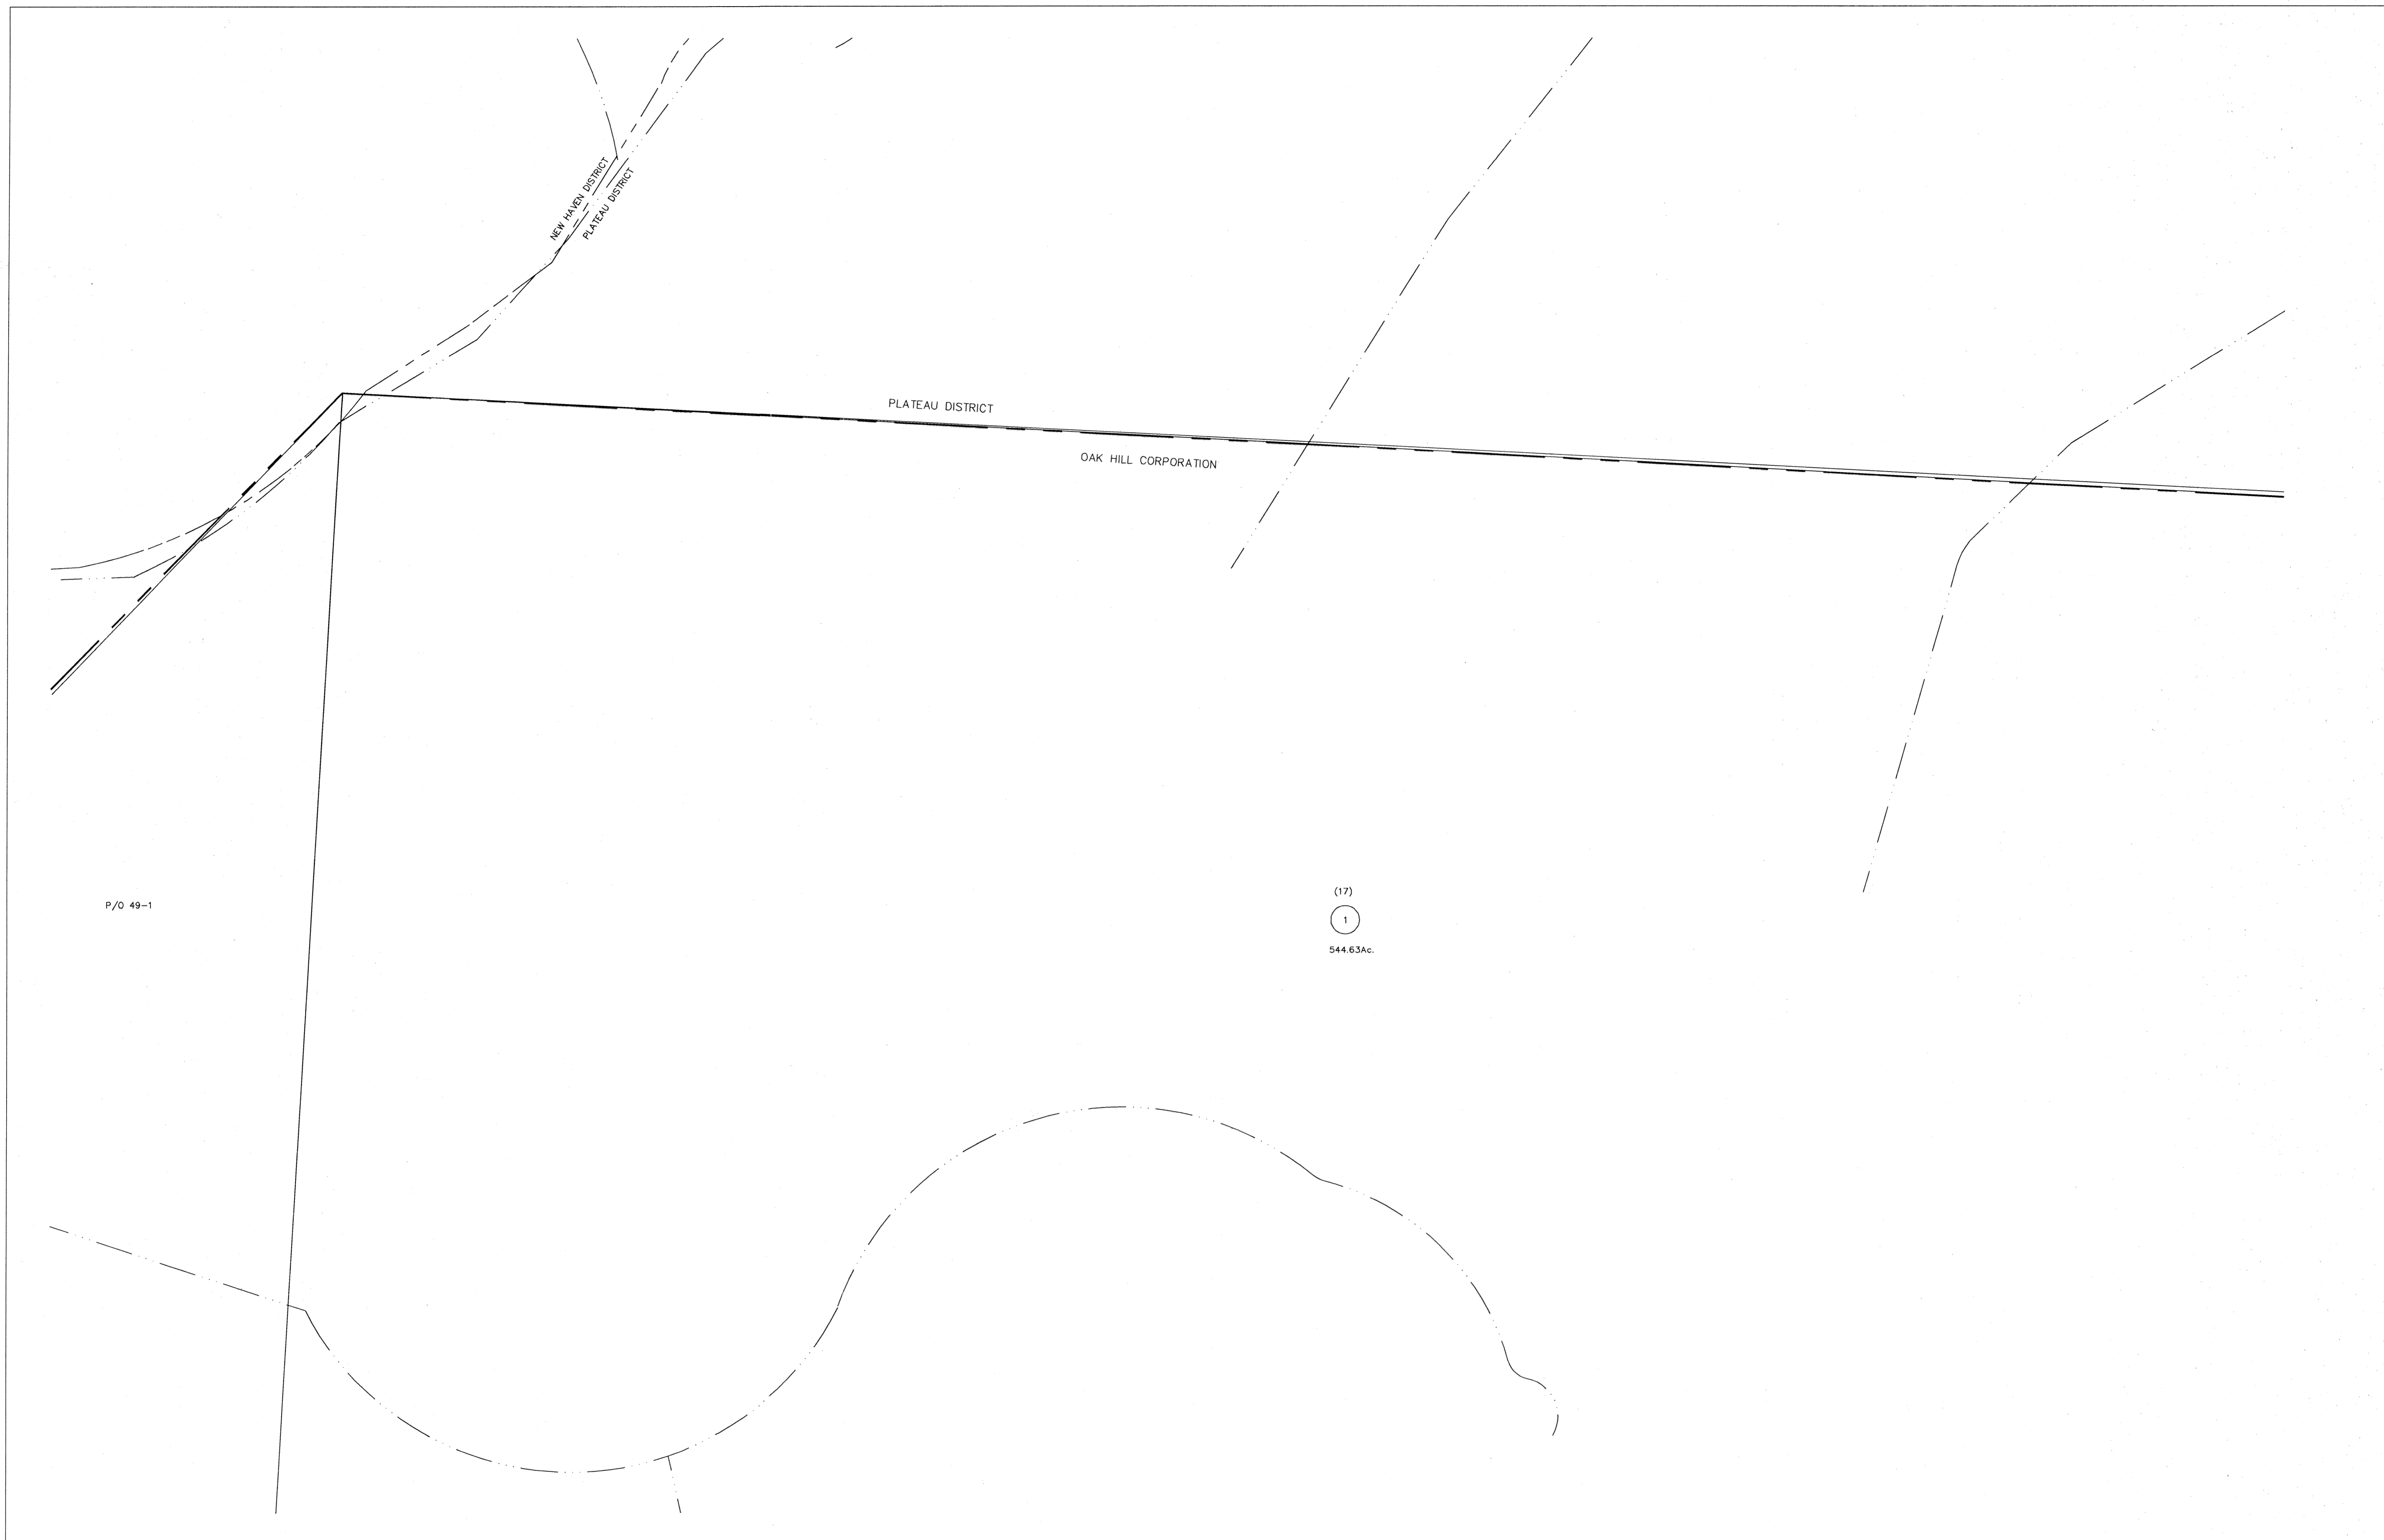 NEW HAVEN DISTRICT
PLATEAU DISTRICT
PLATEAU DISTRICT
OAK HILL CORPORATION
P/O 49-1
(17)
1
544.63Ac.